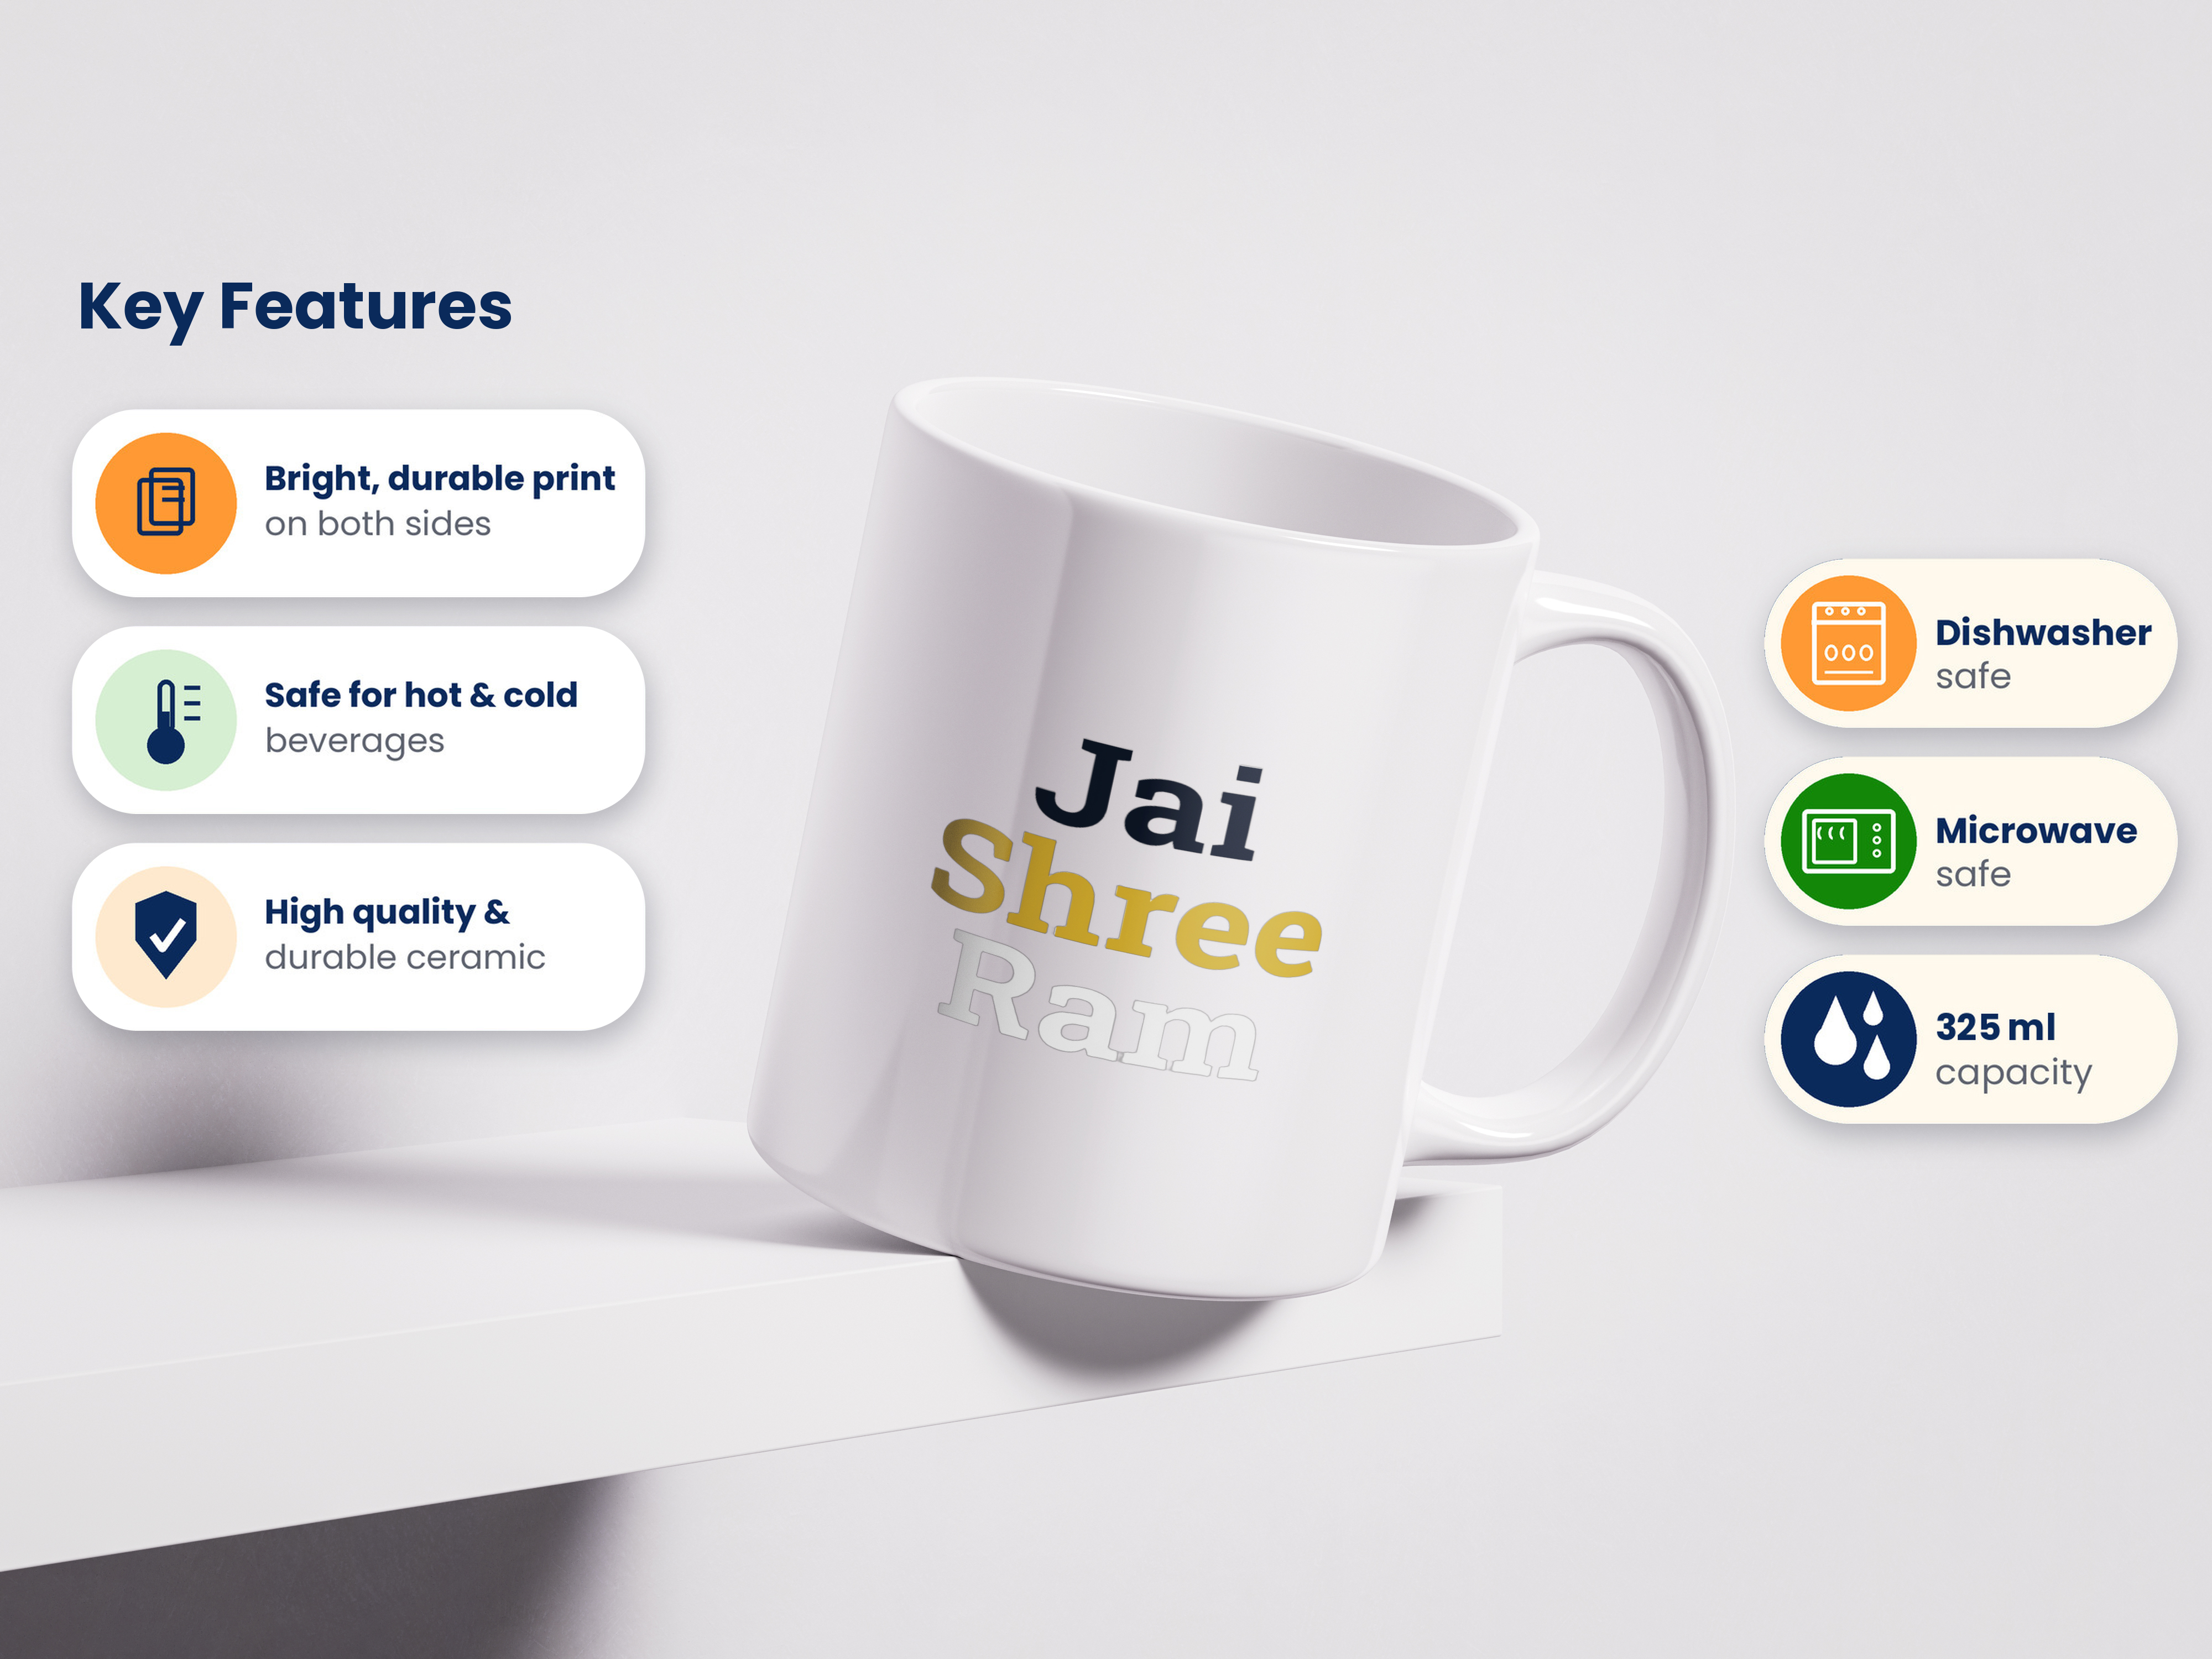 Key Features
Bright, durable print
on both sides
Safe for hot & cold
beverages
High quality &
durable ceramic
Jai
Shree
Ram
Dishwasher
safe
Microwave
safe
325 ml
capacity